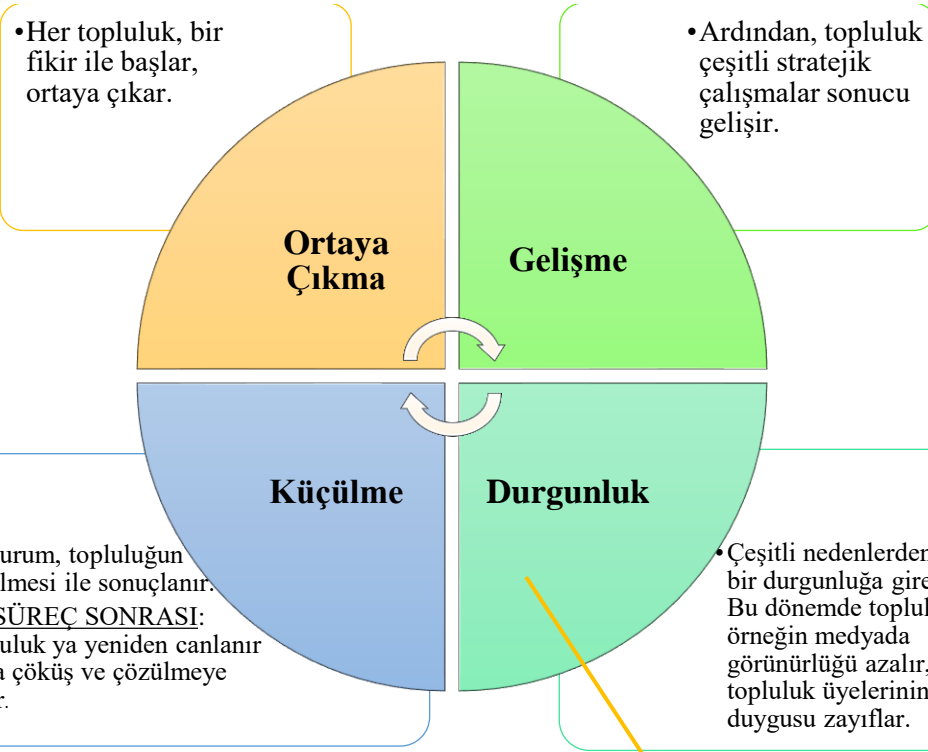 •Her topluluk, bir
fikir ile başlar,
ortaya çıkar.
•Ardından, topluluk
çeşitli stratejik
çalışmalar sonucu
gelişir.
Ortaya
Çıkma
Gelişme
Küçülme
Durgunluk
urum, topluluğun
lmesi ile sonuçlanır.
SÜREÇ SONRASI:
uluk ya yeniden canlanır
a çöküş ve çözülmeye
r.
•Çeşitli nedenlerden
bir durgunluğa gire
Bu dönemde toplul
örneğin medyada
görünürlüğü azalır,
topluluk üyelerinin
duygusu zayıflar.